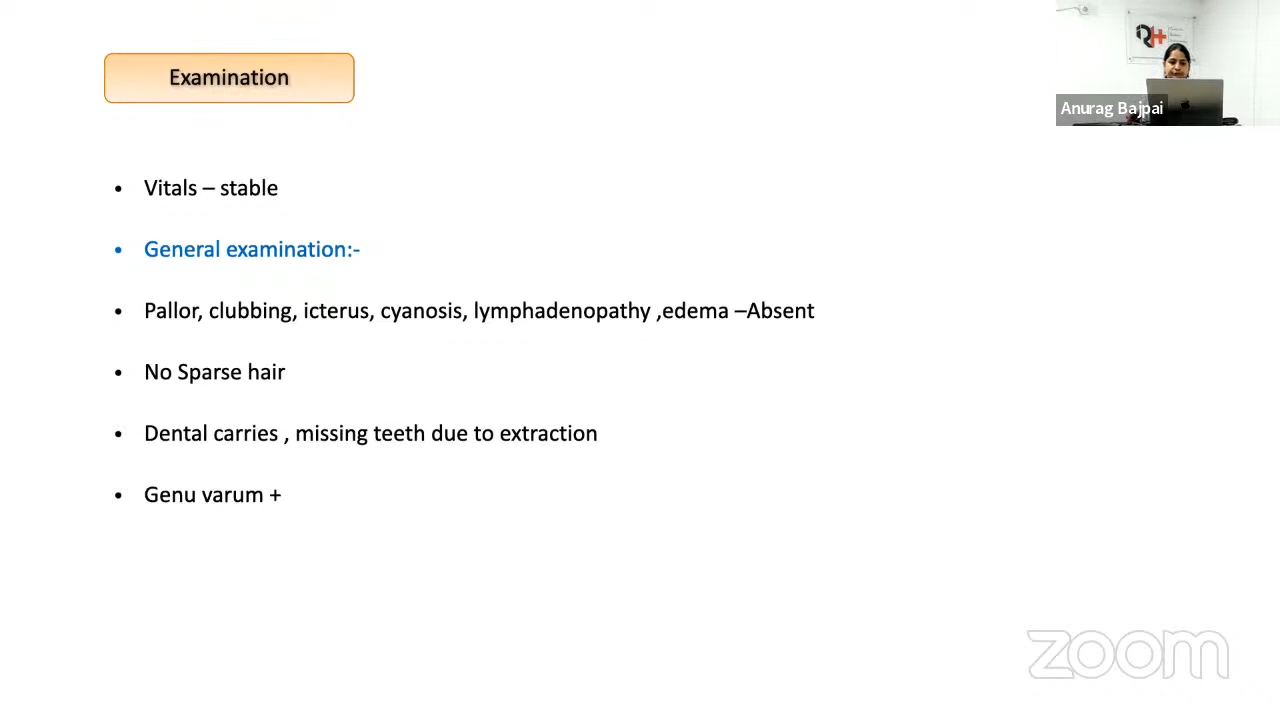 Examination
Anurag Bajpai
• Vitals – stable
• General examination:-
• Pallor, clubbing, icterus, cyanosis, lymphadenopathy ,edema –Absent
• No Sparse hair
• Dental carries , missing teeth due to extraction
• Genu varum +
zoom